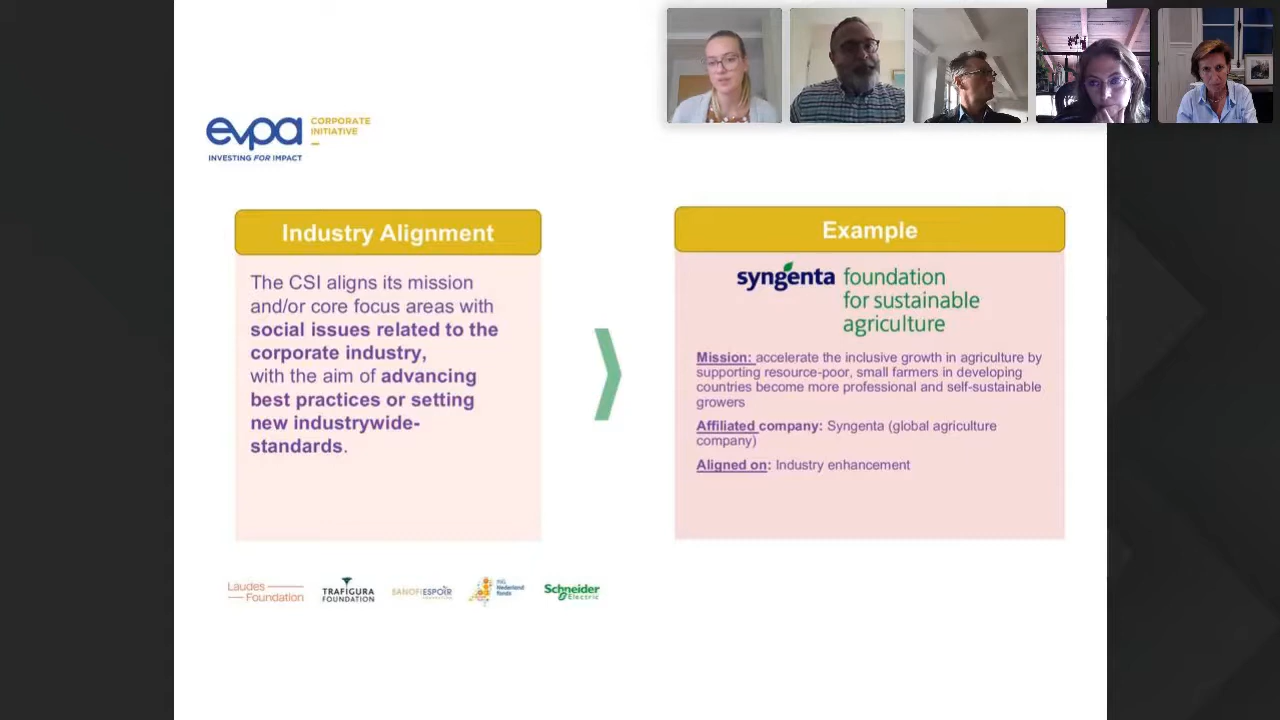 evpa
CORPORATE
INITIATIVE
INVESTING FOR IMPACT
Industry Alignment
The CSI aligns its mission
and/or core focus areas with
social issues related to the
corporate industry,
with the aim of advancing
best practices or setting
new industrywide-
standards.
Example
syngenta foundation
for sustainable
agriculture
Mission: accelerate the inclusive growth in agriculture by
supporting resource-poor, small farmers in developing
countries become more professional and self-sustainable
growers
Affiliated company: Syngenta (global agriculture
company)
Aligned on: Industry enhancement
Laudes
Foundation
TRAFIGURA
FOUNDATION
SANOFI ESPOIR
ING
Nederland
fonds
Schneider
Electric